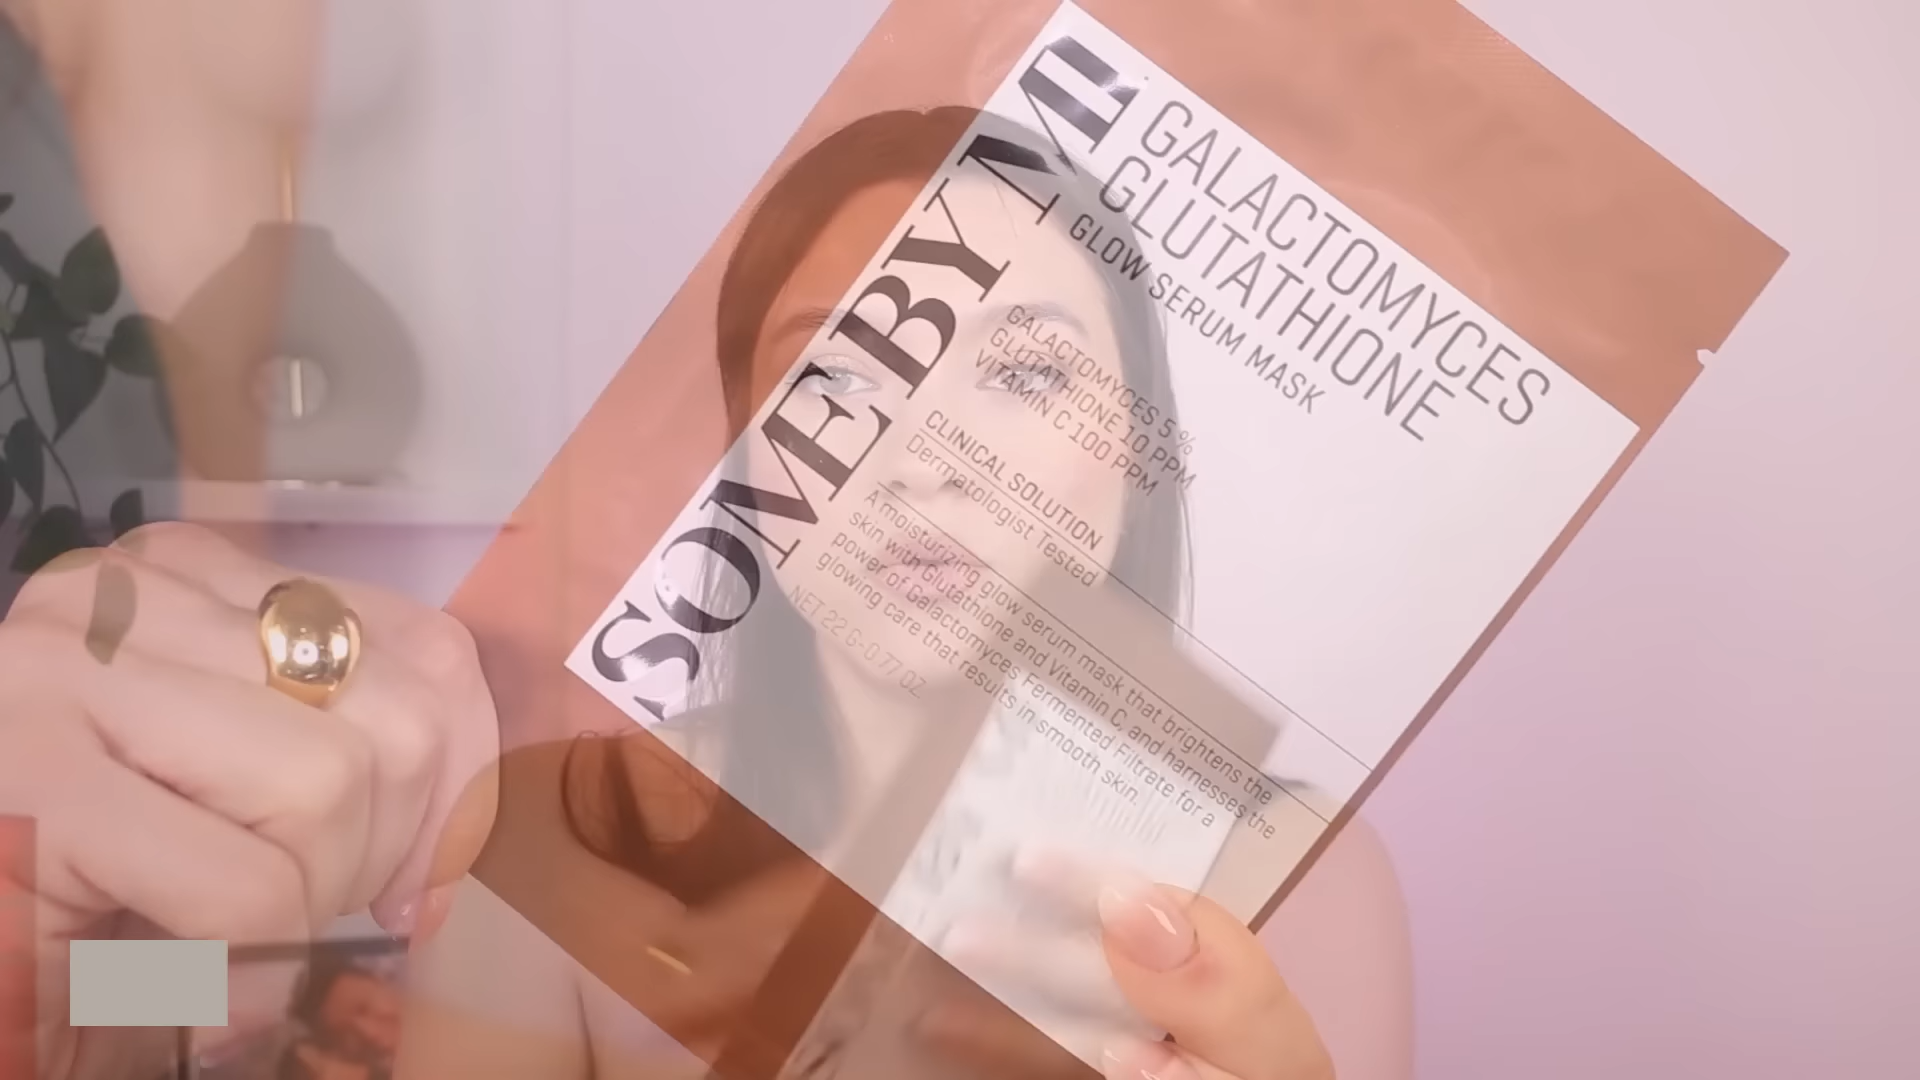 SOME BY MI
GALACTOMYCES
GLUTATHIONE
GLOW SERUM MASK
GALACTOMYCES 5 %
GLUTATHIONE 10 PPM
VITAMIN C 100 PPM
CLINICAL SOLUTION
Dermatologist Tested
A moisturizing glow serum mask that brightens the
skin with Glutathione and Vitamin C, and harnesses the
power of Galactomyces Fermented Filtrate for a
glowing care that results in smooth skin.
NET 22 G-0.77 OZ.